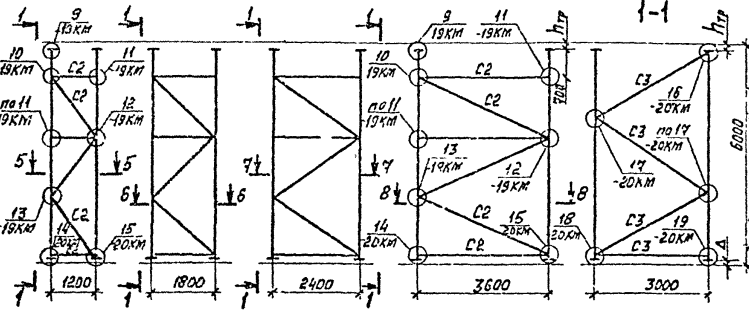 1 1 1 1 1-1
9
-19КМ
10
19КМ
11
-19КМ
С2
С2
по 11
-19КМ
12
-19КМ
5 5
13
-19КМ
С2
14
20КМ
15
-20КМ
1 1200
6 6
1800
1
7 7
2400
1 1
9
19КМ
11
-19КМ
10
19КМ
С2
700
hтр
С2
по 11
-19КМ
13
-19КМ
12
-19КМ
8 8
С2
14
-20КМ
15
20КМ
С2
3600
hтр
С3
16
-20КМ
С3
по 17
-20КМ
17
-20КМ
6000
18
20КМ
С3
19
-20КМ
С3
Δ
3000